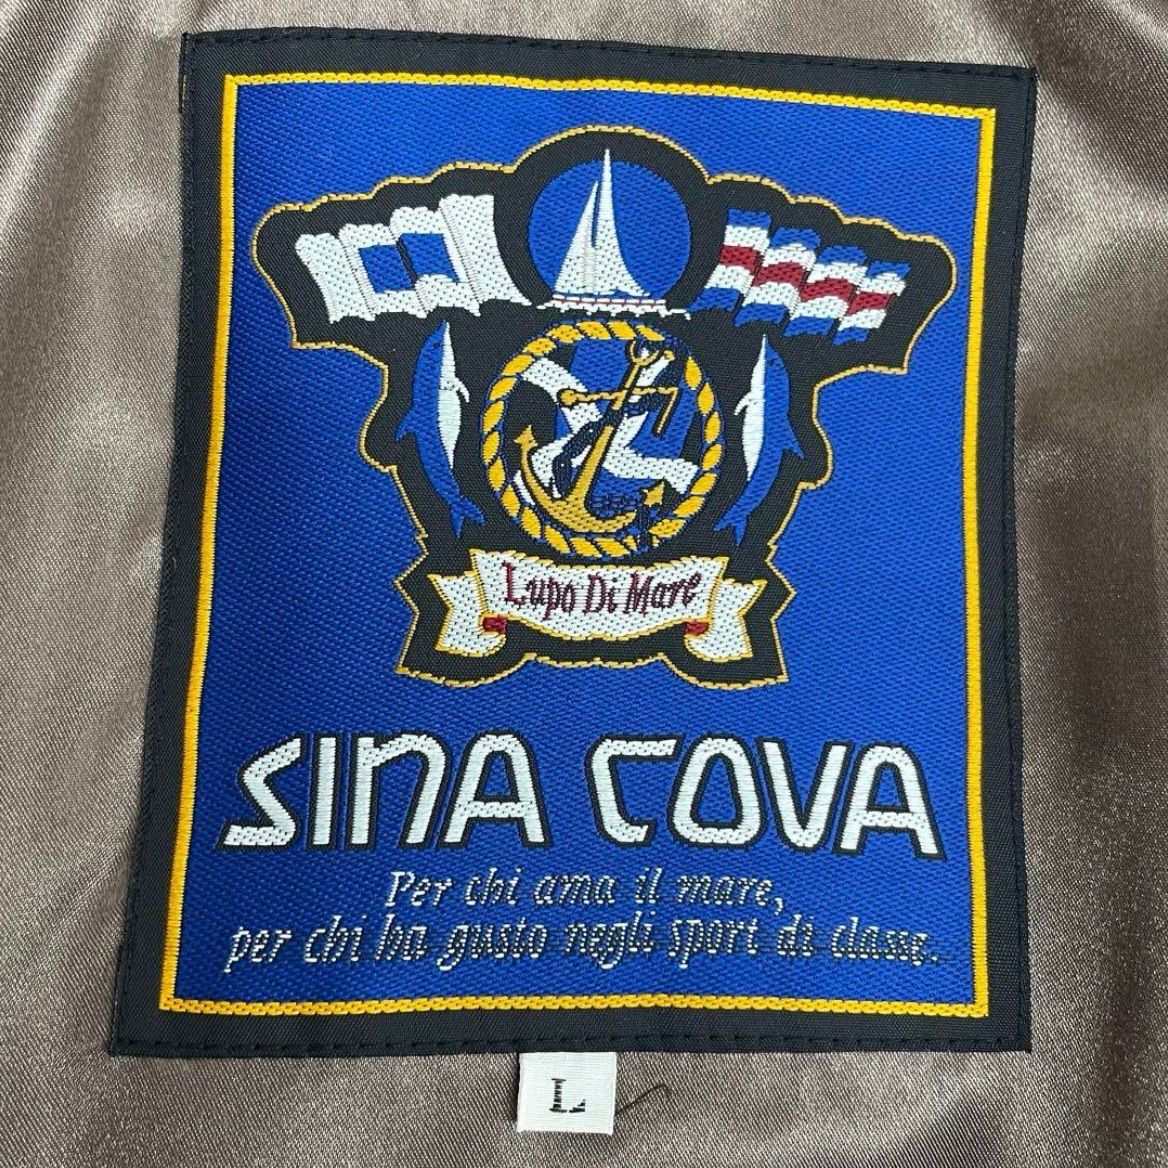 Lupo Di Mare
SINA COVA
Per chi ama il mare,
per chi ha gusto negli sport di classe.
L